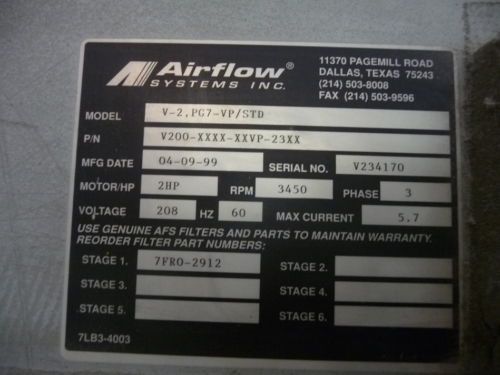 Airflow
SYSTEMS INC.
11370 PAGEMILL ROAD
DALLAS, TEXAS 75243
(214) 503-8008
FAX (214) 503-9596
MODEL V-2,PG7-VP/STD
P/N V200-XXXX-XXVP-23XX
MFG DATE 04-09-99 SERIAL NO. V234170
MOTOR/HP 2HP RPM 3450 PHASE 3
VOLTAGE 208 HZ 60 MAX CURRENT 5.7
USE GENUINE AFS FILTERS AND PARTS TO MAINTAIN WARRANTY.
REORDER FILTER PART NUMBERS:
STAGE 1. 7FRO-2912 STAGE 2.
STAGE 3. STAGE 4.
STAGE 5. STAGE 6.
7LB3-4003